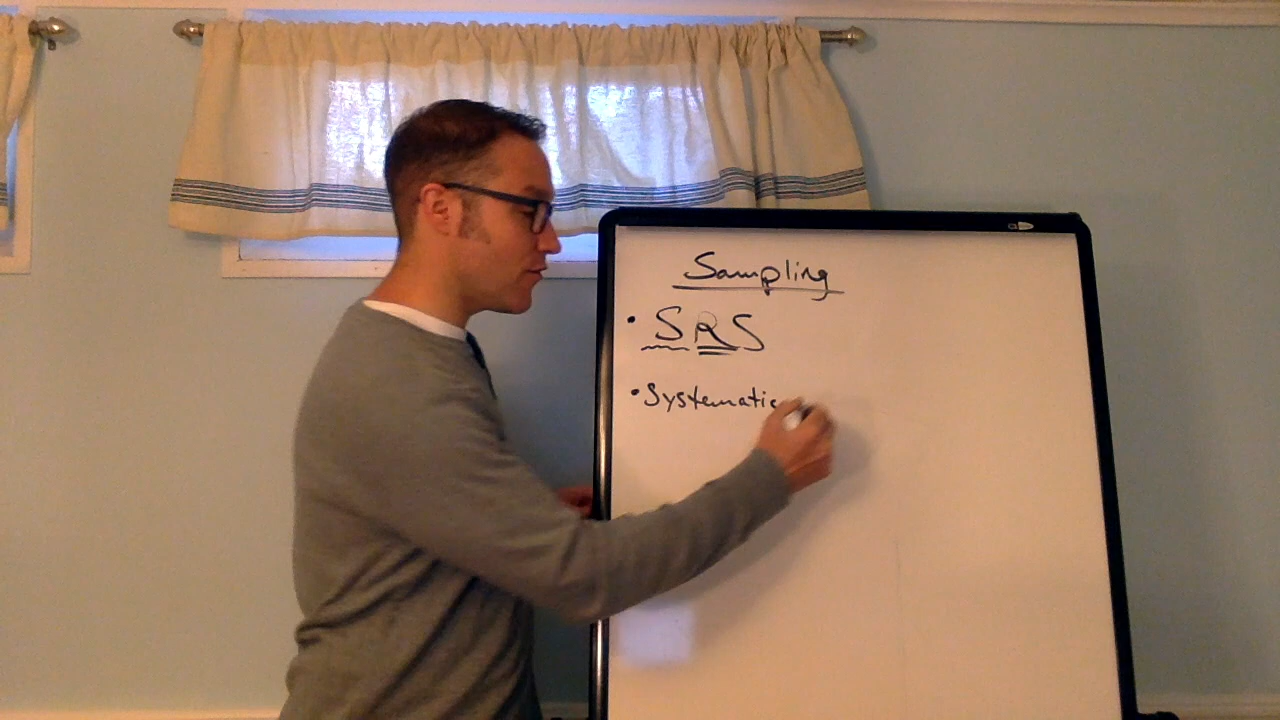 Sampling
• SRS
• Systematic